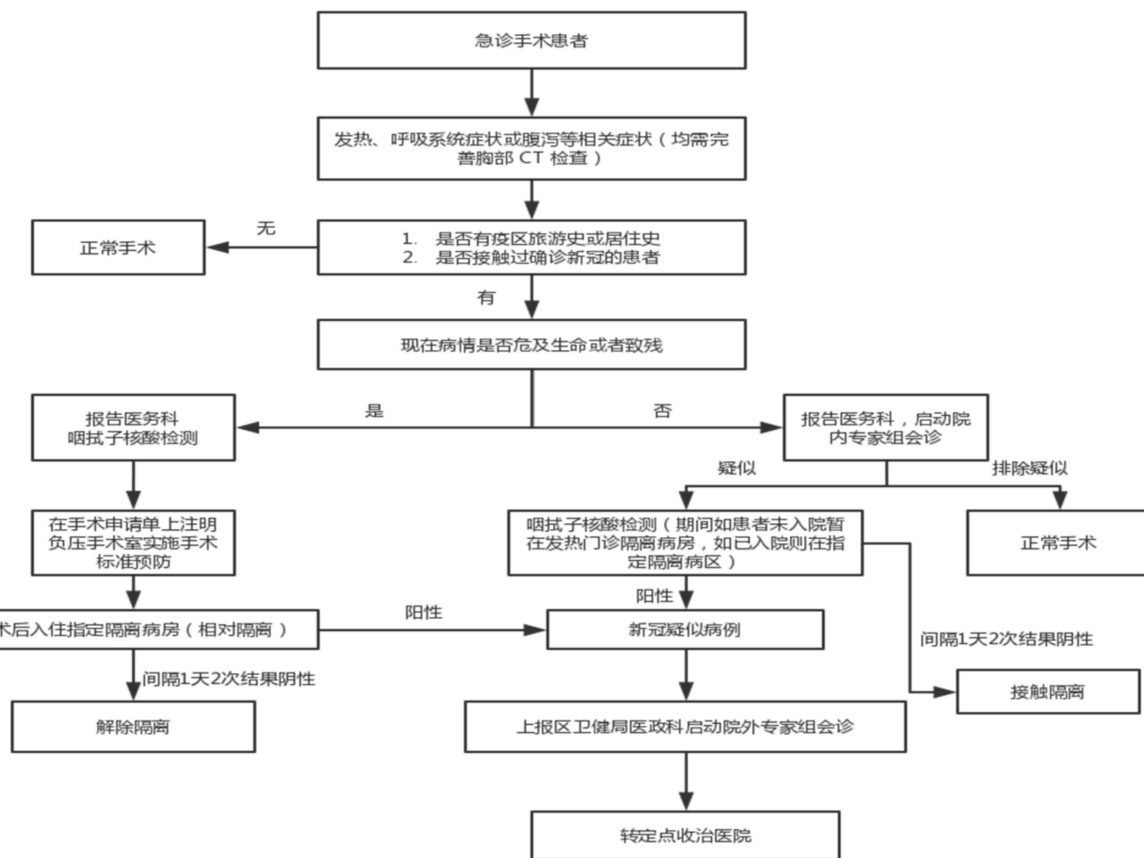 急诊手术患者
发热、呼吸系统症状或腹泻等相关症状（均需完
善胸部 CT 检查）
无
正常手术
1. 是否有疫区旅游史或居住史
2. 是否接触过确诊新冠的患者
有
现在病情是否危及生命或者致残
是
否
报告医务科
咽拭子核酸检测
报告医务科，启动院
内专家组会诊
疑似
排除疑似
在手术申请单上注明
负压手术室实施手术
标准预防
咽拭子核酸检测（期间如患者未入院暂
在发热门诊隔离病房，如已入院则在指
定隔离病区）
正常手术
阳性
阳性
术后入住指定隔离病房（相对隔离）
新冠疑似病例
间隔1天2次结果阴性
间隔1天2次结果阴性
接触隔离
解除隔离
上报区卫健局医政科启动院外专家组会诊
转定点收治医院